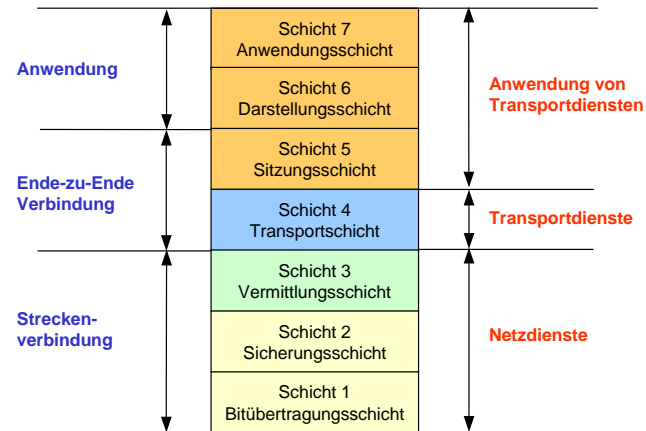 Anwendung
Ende-zu-Ende
Verbindung
Strecken-
verbindung
Schicht 7
Anwendungsschicht
Schicht 6
Darstellungsschicht
Schicht 5
Sitzungsschicht
Schicht 4
Transportschicht
Schicht 3
Vermittlungsschicht
Schicht 2
Sicherungsschicht
Schicht 1
Bitübertragungsschicht
Anwendung von
Transportdiensten
Transportdienste
Netzdienste